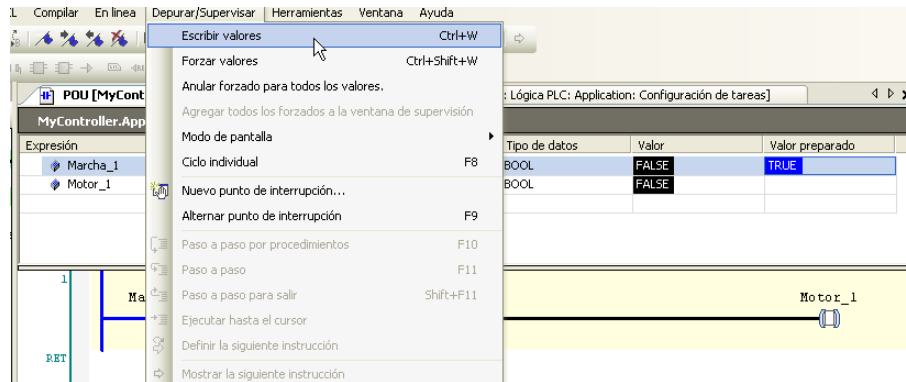 Compilar En línea Depurar/Supervisar Herramientas Ventana Ayuda
Escribir valores Ctrl+W
Forzar valores Ctrl+Shift+W
Anular forzado para todos los valores.
Agregar todos los forzados a la ventana de supervisión
Modo de pantalla
Ciclo individual F8
Nuevo punto de interrupción...
Alternar punto de interrupción F9
Paso a paso por procedimientos F10
Paso a paso F11
Paso a paso para salir Shift+F11
Ejecutar hasta el cursor
Definir la siguiente instrucción
Mostrar la siguiente instrucción
POU [MyCont : Lógica PLC: Application: Configuración de tareas]
MyController.App
Expresión Tipo de datos Valor Valor preparado
Marcha_1 BOOL FALSE TRUE
Motor_1 BOOL FALSE
1
Ma Motor_1
RET